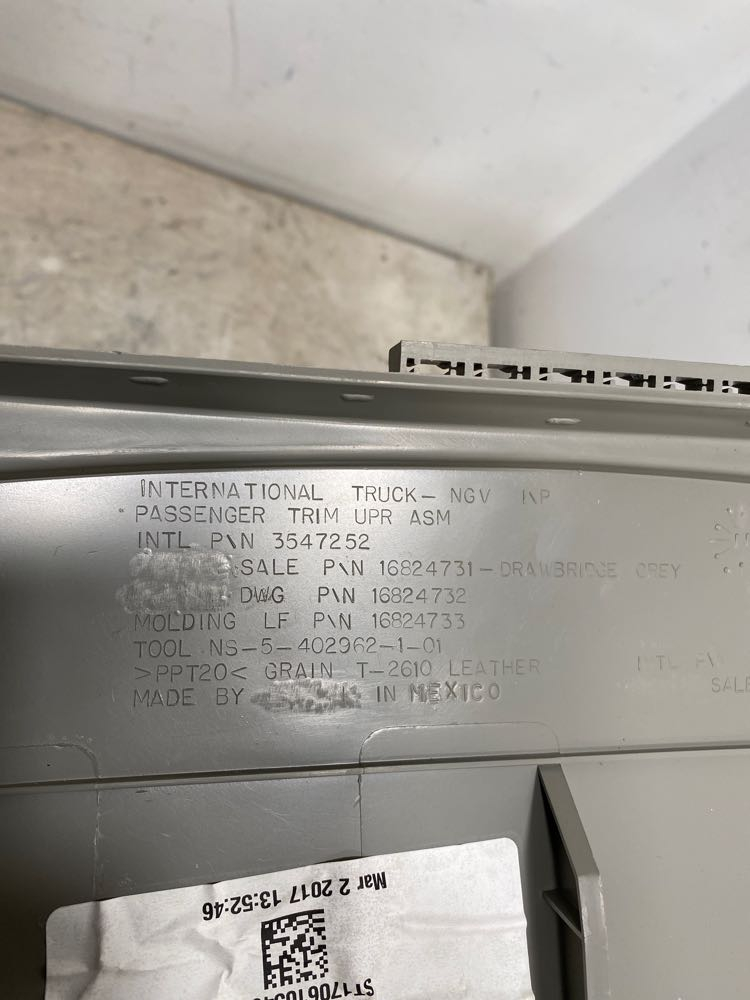 INTERNATIONAL TRUCK- NGV I\P
PASSENGER TRIM UPR ASM
INTL P\N 3547252
SALE P\N 16824731-DRAWBRIDGE GREY
DWG P\N 16824732
MOLDING LF P\N 16824733
TOOL NS-5-402962-1-01
>PPT20< GRAIN T-2610 LEATHER
MADE BY IN MEXICO
INTL P\
SALE
Mar 2 2017 13:52:46